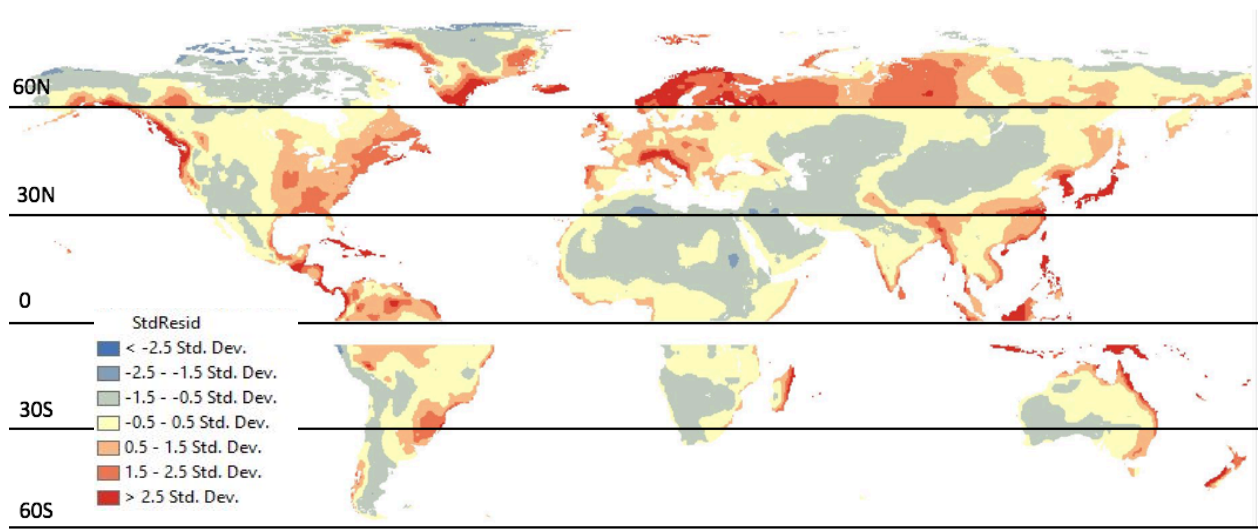 60N
30N
0
StdResid
< -2.5 Std. Dev.
-2.5 - -1.5 Std. Dev.
-1.5 - -0.5 Std. Dev.
-0.5 - 0.5 Std. Dev.
0.5 - 1.5 Std. Dev.
1.5 - 2.5 Std. Dev.
> 2.5 Std. Dev.
30S
60S